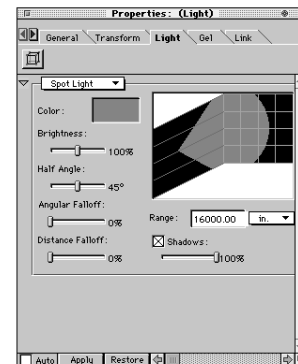 Properties: (Light)
General Transform Light Gel Link
Spot Light
Color:
Brightness:
100%
Half Angle:
45°
Angular Falloff:
0%
Range: 16000.00 in.
Distance Falloff:
0%
Shadows:
100%
Auto Apply Restore